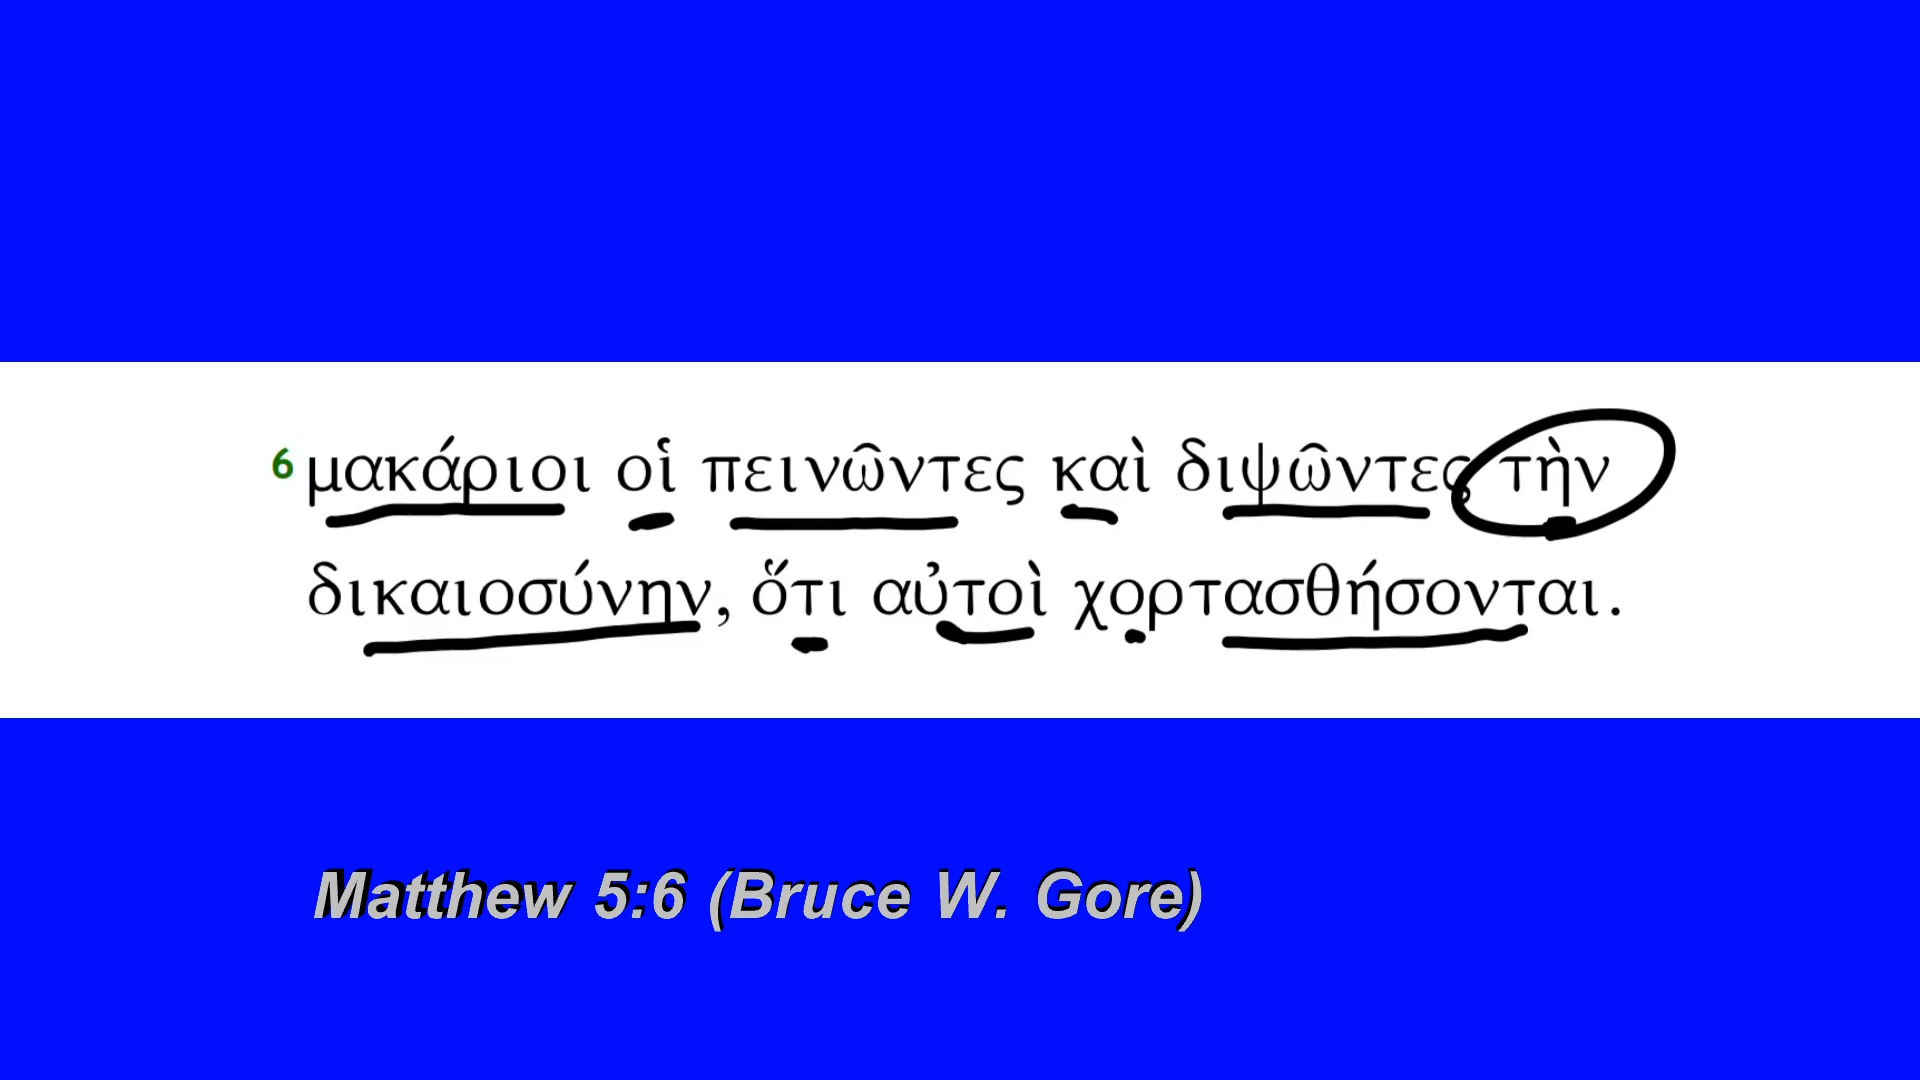 6 μακάριοι οἱ πεινῶντες καὶ διψῶντες τὴν
δικαιοσύνην, ὅτι αὐτοὶ χορτασθήσονται.
Matthew 5:6 (Bruce W. Gore)